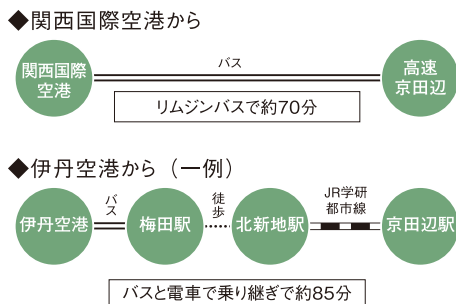 ◆関西国際空港から
関西国際
空港
バス
高速
京田辺
リムジンバスで約70分
◆伊丹空港から（一例）
伊丹空港
バス
梅田駅
徒歩
北新地駅
JR学研
都市線
京田辺駅
バスと電車で乗り継ぎで約85分